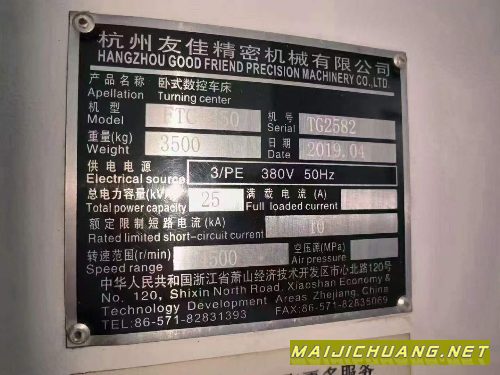 杭州友佳精密机械有限公司
HANGZHOU GOOD FRIEND PRECISION MACHINERY CO., LTD.
产品名称: 卧式数控车床
Apellation Turning center
机型 机号
Model Serial TG2582
重量(kg) 3500 日期 2019.04
Weight Date
供电电源 3/PE 380V 50Hz
Electrical source
总电力容量(kVA) 25 满载电流(A)
Total power capacity Full loaded current
额定限制短路电流(kA) 10
Rated limited short-circuit current
转速范围(r/min) 空压源(MPa)
Speed range Air pressure
中华人民共和国浙江省萧山经济技术开发区市心北路120号
No. 120, Shixin North Road, Xiaoshan Economy &
Technology Development Areas Zhejiang, China
TEL:86-571-82831393 FAX:86-571-82835069
MAIJICHUANG.NET